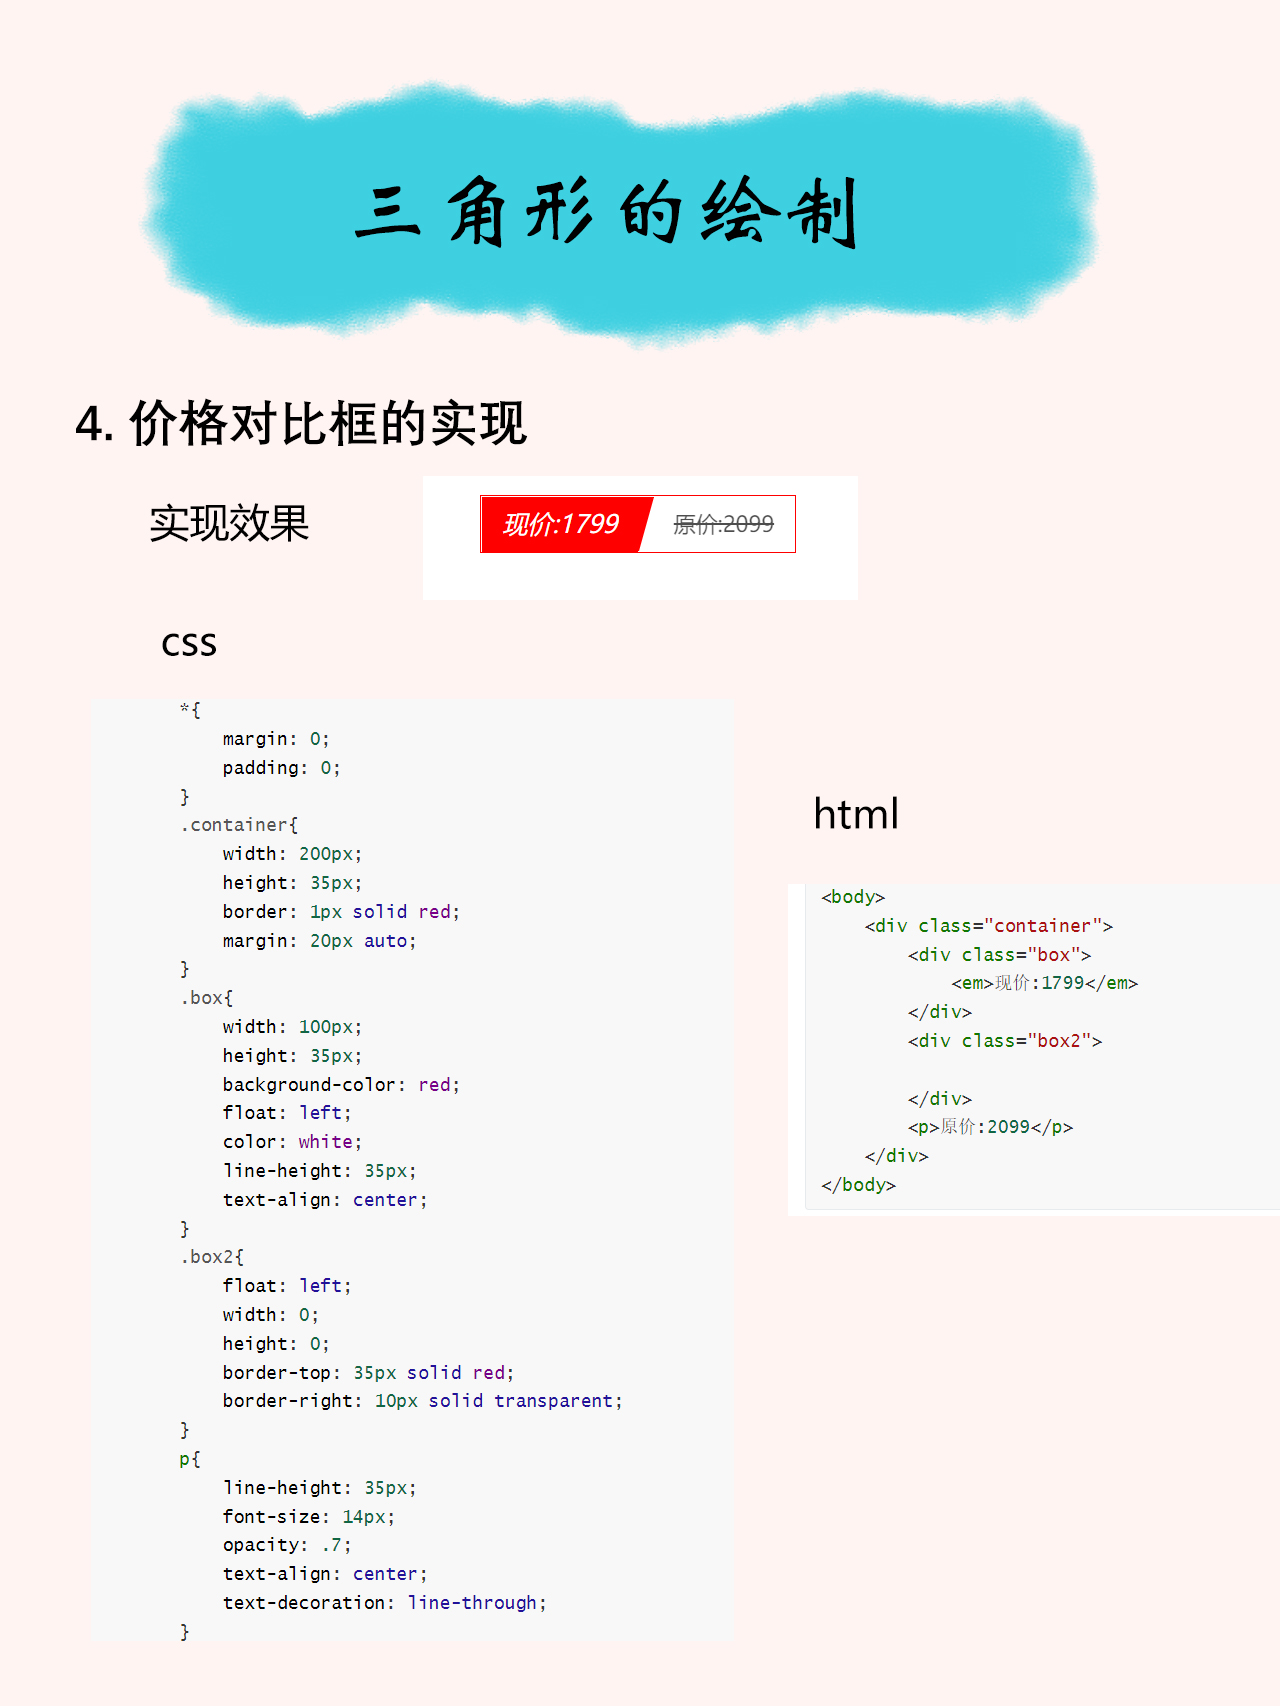 三角形的绘制
4. 价格对比框的实现
实现效果
现价:1799 原价:2099
css
*{
margin: 0;
padding: 0;
}
.container{
width: 200px;
height: 35px;
border: 1px solid red;
margin: 20px auto;
}
.box{
width: 100px;
height: 35px;
background-color: red;
float: left;
color: white;
line-height: 35px;
text-align: center;
}
.box2{
float: left;
width: 0;
height: 0;
border-top: 35px solid red;
border-right: 10px solid transparent;
}
p{
line-height: 35px;
font-size: 14px;
opacity: .7;
text-align: center;
text-decoration: line-through;
}
html
<body>
<div class="container">
<div class="box">
<em>现价:1799</em>
</div>
<div class="box2">
</div>
<p>原价:2099</p>
</div>
</body>